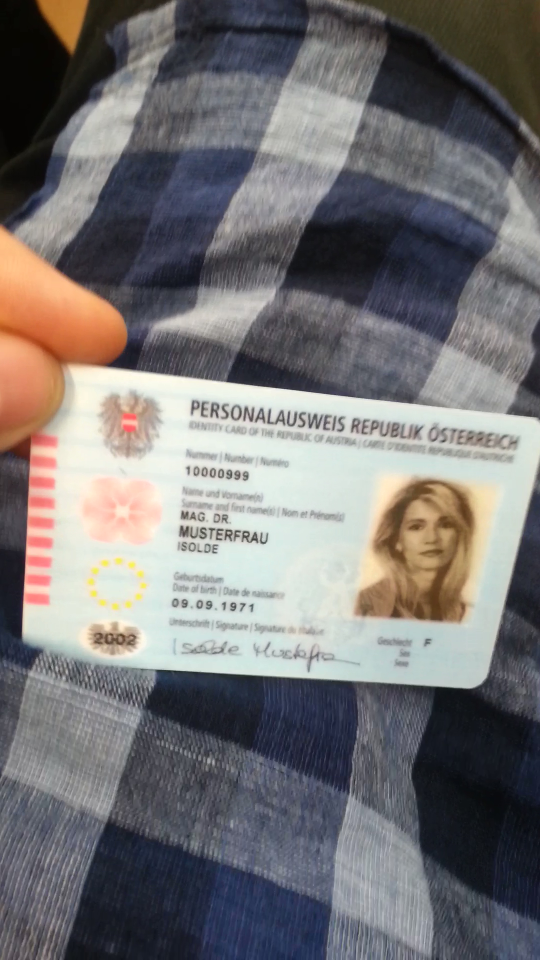 PERSONALAUSWEIS REPUBLIK ÖSTERREICH
IDENTITY CARD OF THE REPUBLIC OF AUSTRIA | CARTE D'IDENTITÉ RÉPUBLIQUE D'AUTRICHE
Nummer | Number | Numéro
10000999
Name und Vorname(n)
Surname and first name(s) | Nom et Prénom(s)
MAG. DR.
MUSTERFRAU
ISOLDE
Geburtsdatum
Date of birth | Date de naissance
09.09.1971
Unterschrift | Signature | Signature du titulaire
Isolde Musterfrau
Geschlecht F
Sex
Sexe
2002